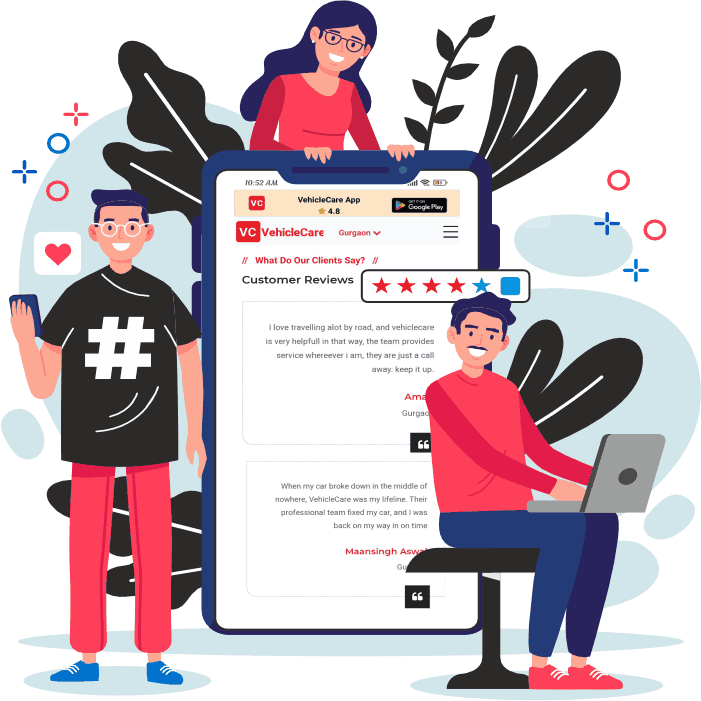 10:52 AM
VC
VehicleCare App
4.8
GET IT ON
Google Play
VC VehicleCare
Gurgaon
// What Do Our Clients Say? //
Customer Reviews
I love travelling alot by road, and vehiclecare
is very helpfull in that way, the team provides
service whereever i am, they are just a call
away. keep it up.
#
When my car broke down in the middle of
nowhere, VehicleCare was my lifeline. Their
professional team fixed my car, and i was
back on my way in on time
Maansingh